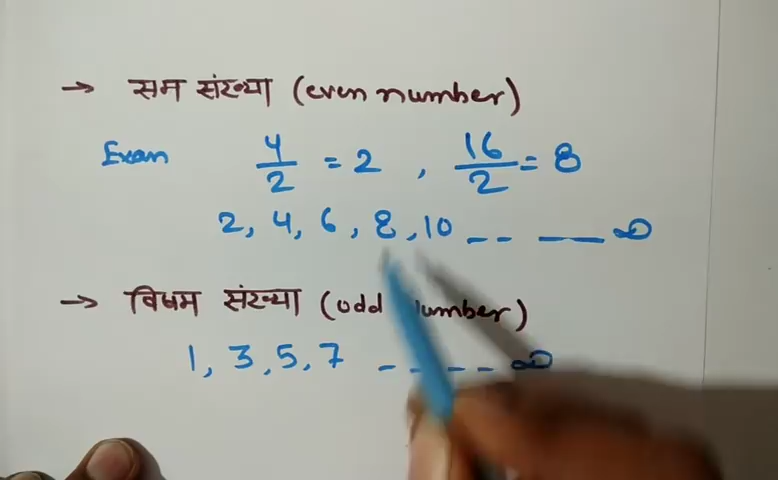 → सम संख्या (even number)
Exam 4/2 = 2 , 16/2 = 8
2, 4, 6, 8, 10 -- -- ∞
→ विषम संख्या (odd number)
1, 3, 5, 7 - - - - ∞